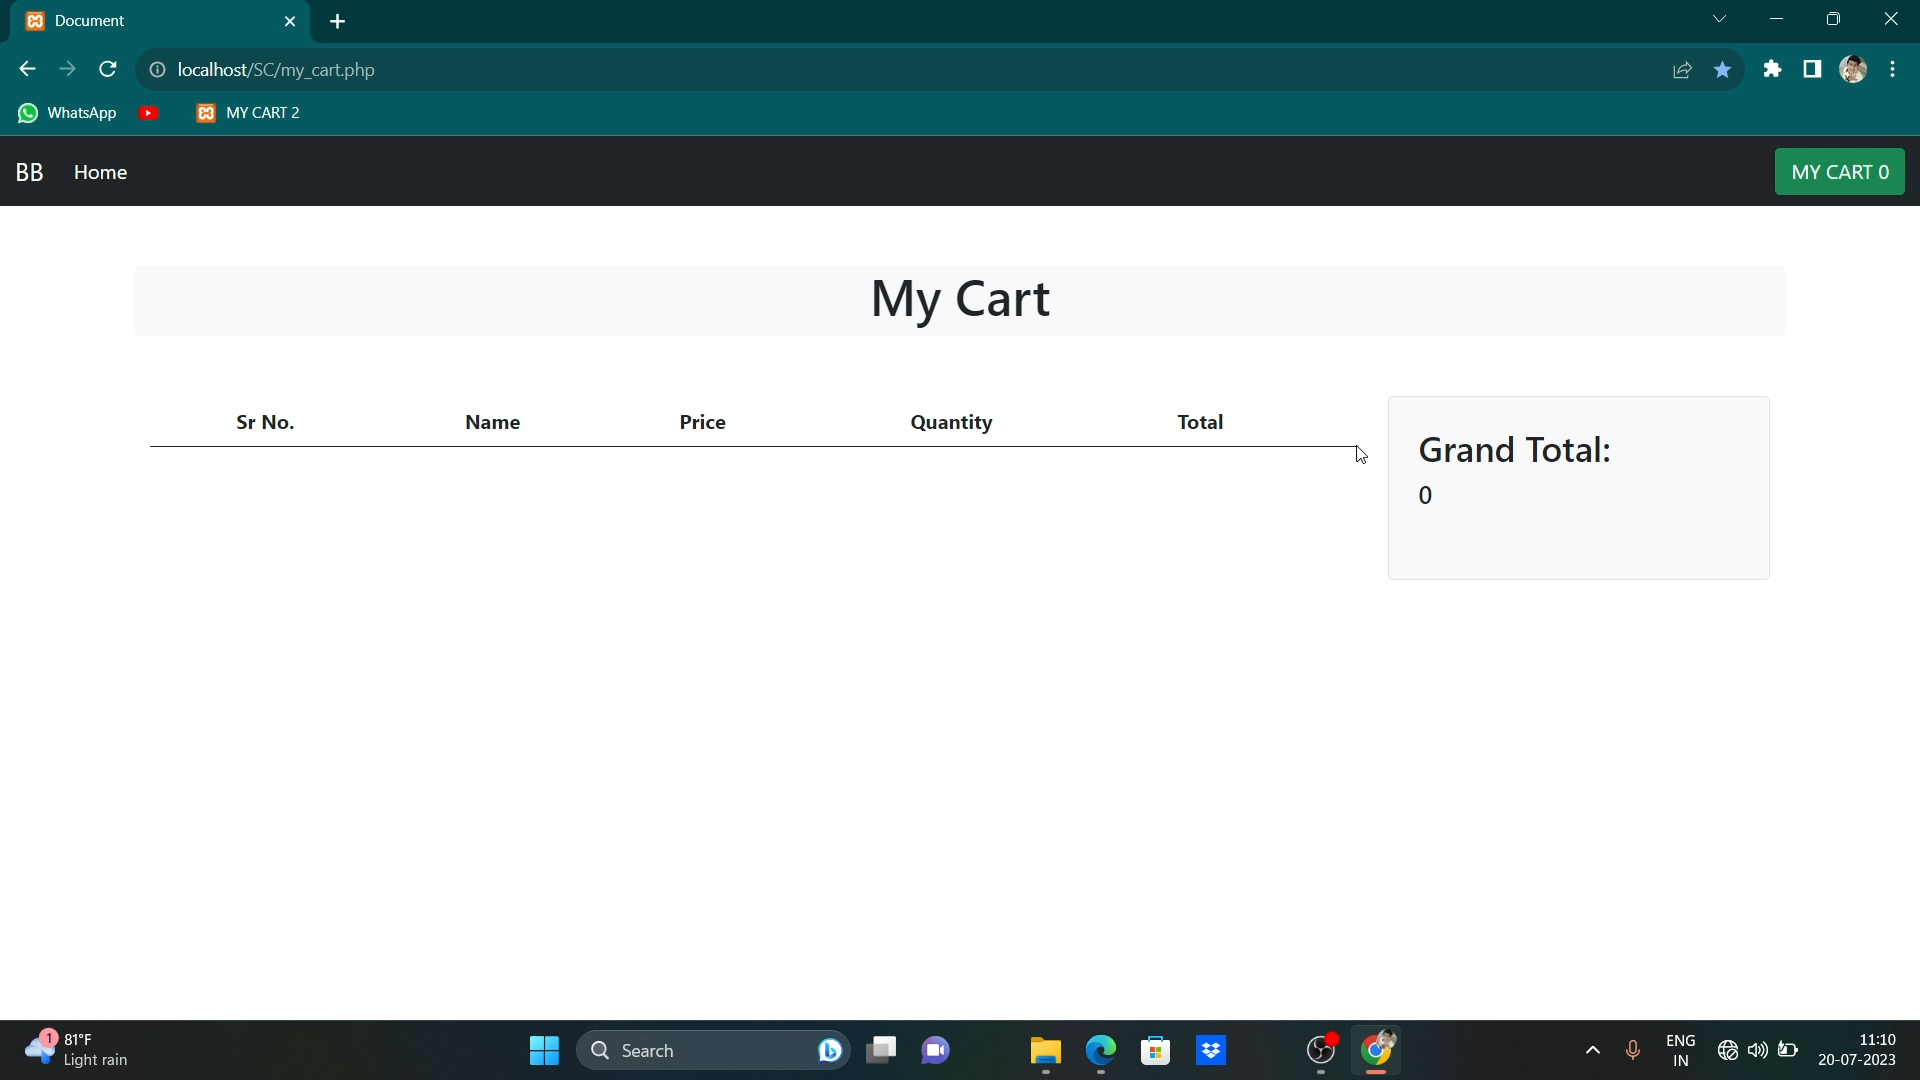 Document
localhost/SC/my_cart.php
WhatsApp
MY CART 2
BB
Home
MY CART 0
My Cart
Sr No.
Name
Price
Quantity
Total
Grand Total:
0
1
81°F
Light rain
Search
ENG
IN
11:10
20-07-2023